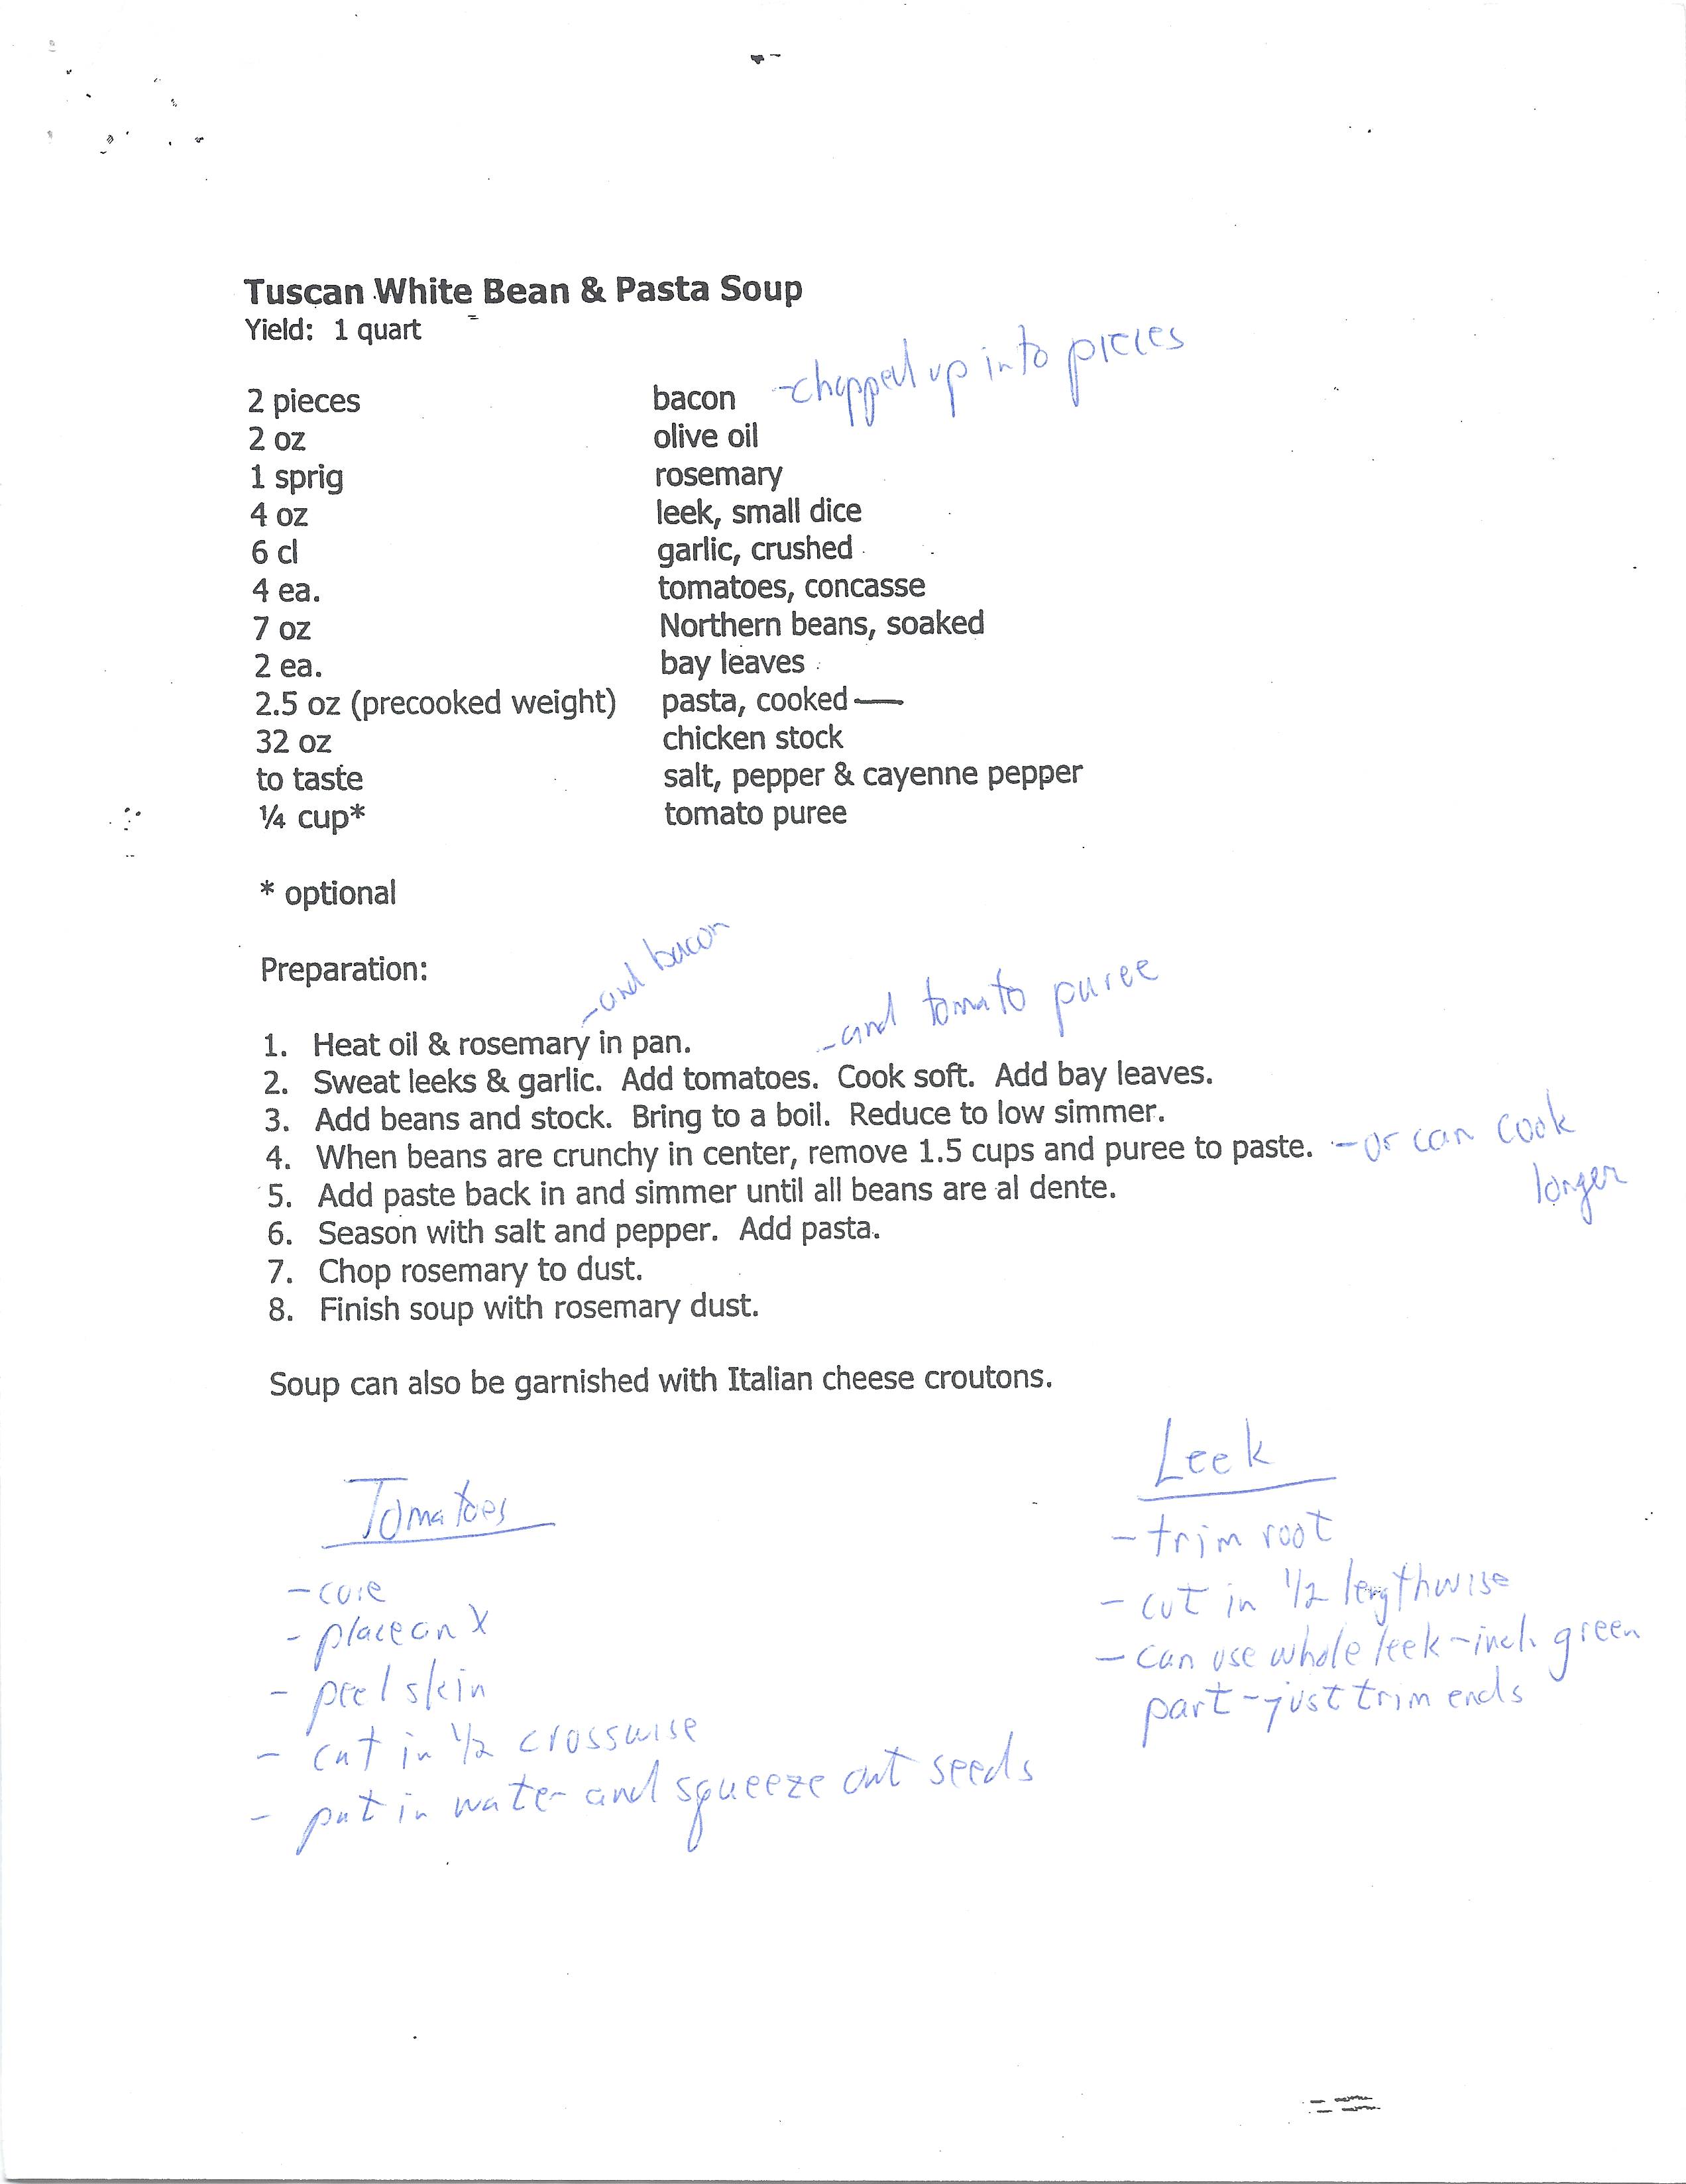 Tuscan White Bean & Pasta Soup
Yield: 1 quart
2 pieces bacon -chopped up into pieces
2 oz olive oil
1 sprig rosemary
4 oz leek, small dice
6 cl garlic, crushed
4 ea. tomatoes, concasse
7 oz Northern beans, soaked
2 ea. bay leaves
2.5 oz (precooked weight) pasta, cooked —
32 oz chicken stock
to taste salt, pepper & cayenne pepper
¼ cup* tomato puree
* optional
Preparation:
-and bacon
-and tomato puree
1. Heat oil & rosemary in pan.
2. Sweat leeks & garlic. Add tomatoes. Cook soft. Add bay leaves.
3. Add beans and stock. Bring to a boil. Reduce to low simmer.
4. When beans are crunchy in center, remove 1.5 cups and puree to paste. - or can cook
longer
5. Add paste back in and simmer until all beans are al dente.
6. Season with salt and pepper. Add pasta.
7. Chop rosemary to dust.
8. Finish soup with rosemary dust.
Soup can also be garnished with Italian cheese croutons.
Tomatoes
- core
- place an X
- peel skin
- cut in 1/2 crosswise
- put in water and squeeze out seeds
Leek
- trim root
- cut in 1/2 lengthwise
- can use whole leek - incl. green
part - just trim ends